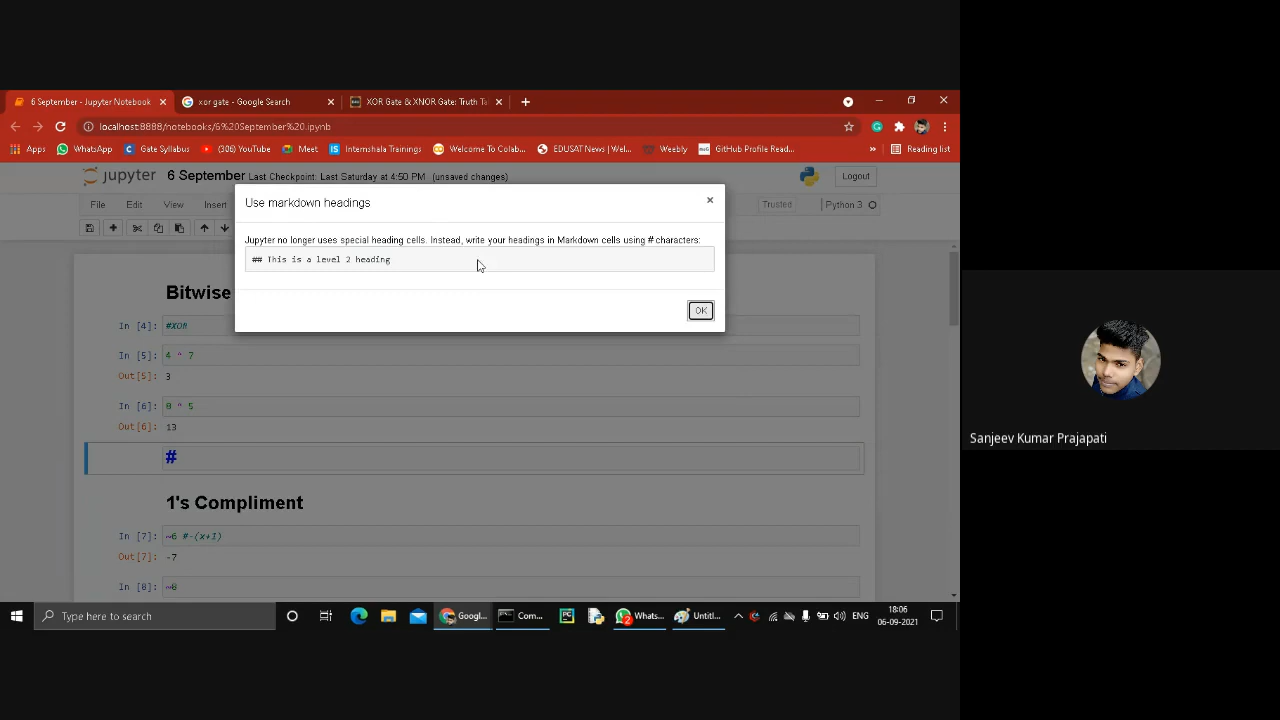 6 September - Jupyter Notebook
xor gate - Google Search
XOR Gate & XNOR Gate: Truth Ta
localhost:8888/notebooks/6%20September%20.ipynb
Apps WhatsApp Gate Syllabus (306) YouTube Meet Internshala Trainings Welcome To Colab... EDUSAT News | Wel... Weebly GitHub Profile Read... » Reading list
jupyter 6 September Last Checkpoint: Last Saturday at 4:50 PM (unsaved changes) Logout
File Edit View Insert Trusted Python 3
Use markdown headings ×
Jupyter no longer uses special heading cells. Instead, write your headings in Markdown cells using # characters:
## This is a level 2 heading
OK
Bitwise
In [4]: #XOR
In [5]: 4 ^ 7
Out[5]: 3
In [6]: 8 ^ 5
Out[6]: 13
#
1's Compliment
In [7]: ~6 #-(x+1)
Out[7]: -7
In [8]: ~8
Sanjeev Kumar Prajapati
Type here to search
Googl...
Com...
Whats...
Untitl...
ENG
18:06
06-09-2021